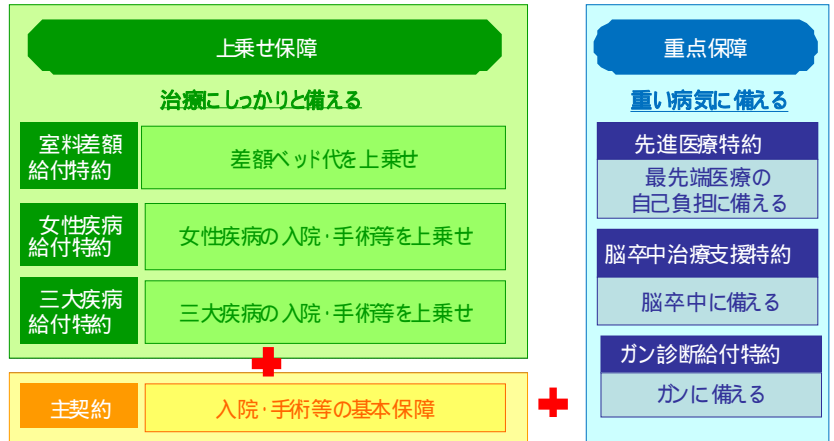 上乗せ保障
治療にしっかりと備える
室料差額
給付特約
差額ベッド代を上乗せ
女性疾病
給付特約
女性疾病の入院・手術等を上乗せ
三大疾病
給付特約
三大疾病の入院・手術等を上乗せ
主契約
入院・手術等の基本保障
重点保障
重い病気に備える
先進医療特約
最先端医療の
自己負担に備える
脳卒中治療支援特約
脳卒中に備える
ガン診断給付特約
ガンに備える